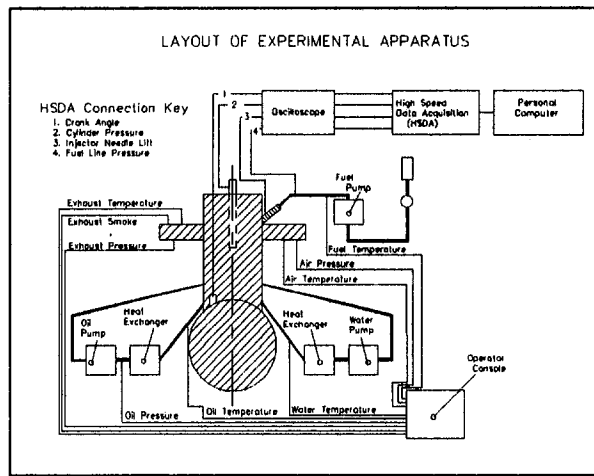 LAYOUT OF EXPERIMENTAL APPARATUS
HSDA Connection Key
1. Crank Angle
2. Cylinder Pressure
3. Injector Needle Lift
4. Fuel Line Pressure
1
2
3
4
Oscilloscope
High Speed
Data Acquisition
(HSDA)
Personal
Computer
Fuel
Pump
Exhaust Temperature
Exhaust Smoke
Exhaust Pressure
Fuel Temperature
Air Pressure
Air Temperature
Oil
Pump
Heat
Exchanger
Heat
Exchanger
Water
Pump
Operator
Console
Oil Pressure
Oil Temperature
Water Temperature